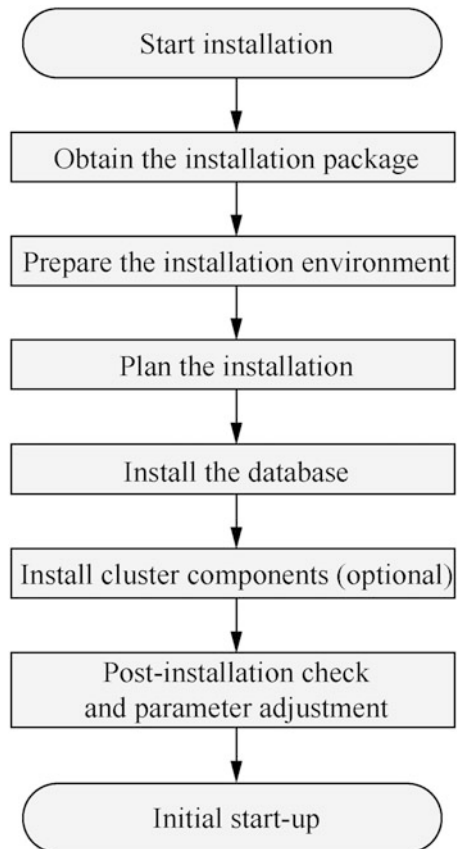 Start installation
Obtain the installation package
Prepare the installation environment
Plan the installation
Install the database
Install cluster components (optional)
Post-installation check
and parameter adjustment
Initial start-up